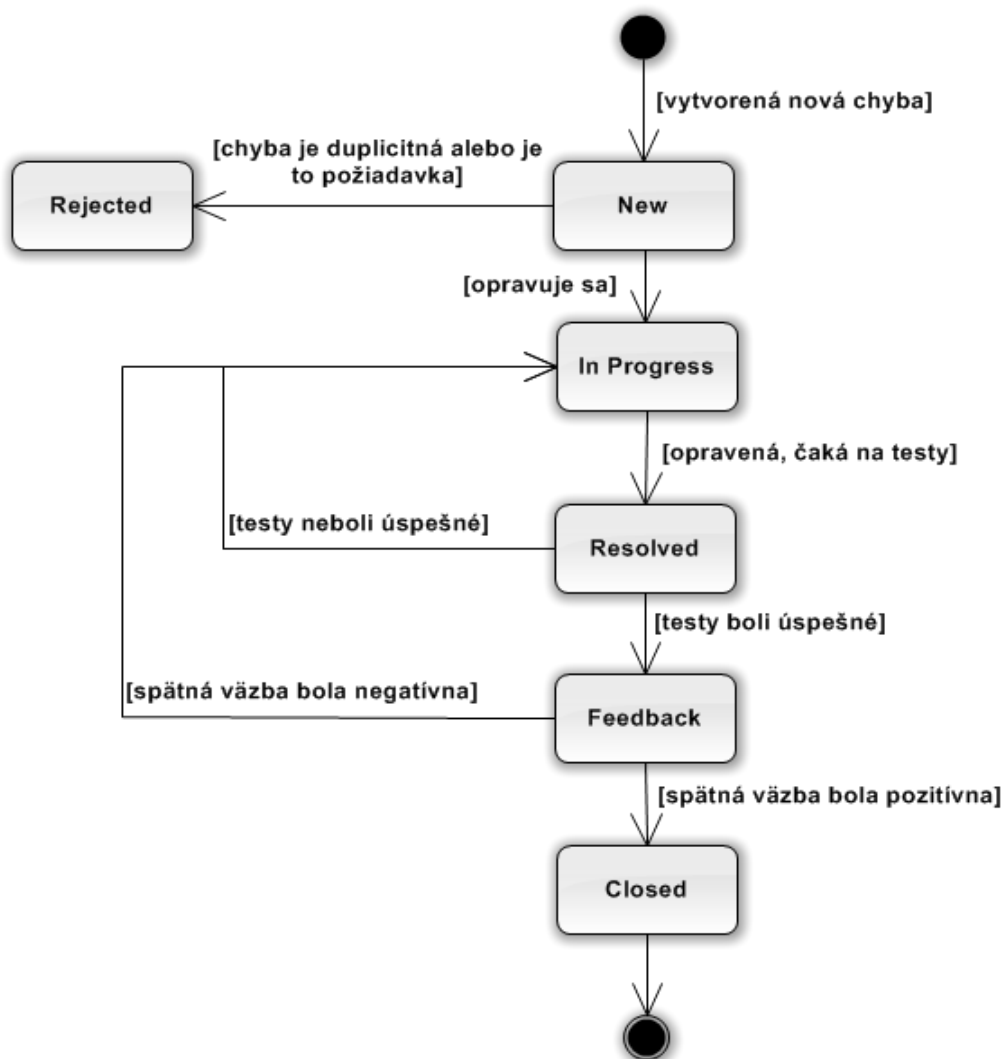 [vytvorená nová chyba]
[chyba je duplicitná alebo je
to požiadavka]
Rejected
New
[opravuje sa]
In Progress
[opravená, čaká na testy]
[testy neboli úspešné]
Resolved
[testy boli úspešné]
[spätná väzba bola negatívna]
Feedback
[spätná väzba bola pozitívna]
Closed